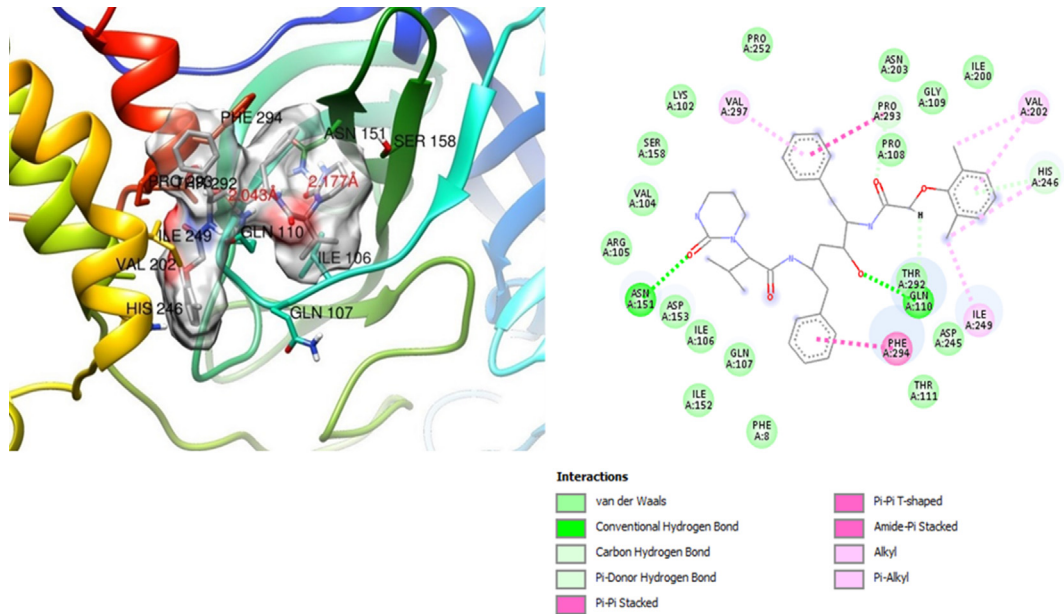 PHE 294
ASN 151
SER 158
PRO 293
THR 292
2.043Å
2.177Å
GLN 110
ILE 249
ILE 106
VAL 202
HIS 246
GLN 107
PRO
A:252
ASN
A:203
ILE
A:200
LYS
A:102
VAL
A:297
PRO
A:293
GLY
A:109
VAL
A:202
SER
A:158
PRO
A:108
HIS
A:246
VAL
A:104
O
N
O
H
N
ARG
A:105
O
N
N
O
O
THR
A:292
GLN
A:110
ASN
A:151
ASP
A:153
ILE
A:106
ASP
A:245
ILE
A:249
GLN
A:107
PHE
A:294
THR
A:111
ILE
A:152
PHE
A:8
Interactions
van der Waals
Conventional Hydrogen Bond
Carbon Hydrogen Bond
Pi-Donor Hydrogen Bond
Pi-Pi Stacked
Pi-Pi T-shaped
Amide-Pi Stacked
Alkyl
Pi-Alkyl